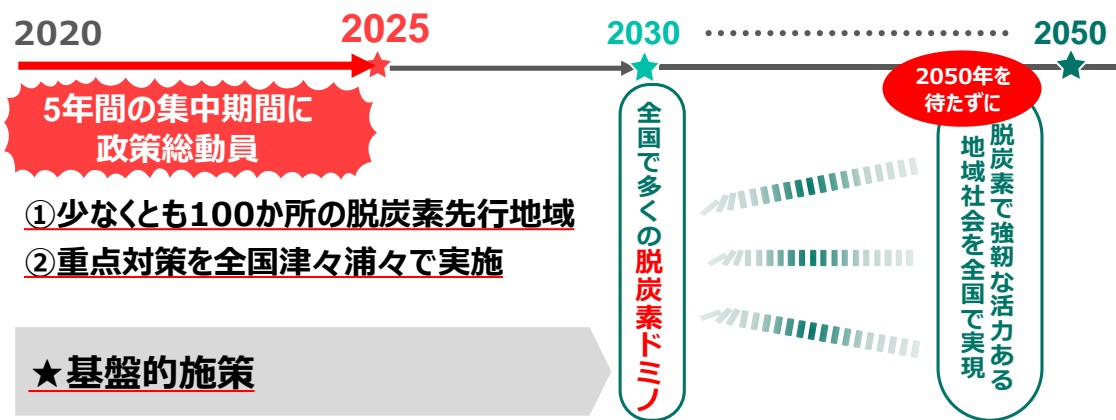 2020
2025
2030
2050
5年間の集中期間に
政策総動員
①少なくとも100か所の脱炭素先行地域
②重点対策を全国津々浦々で実施
★基盤的施策
全国で多くの脱炭素ドミノ
2050年を
待たずに
脱炭素で強靭な活力ある
地域社会を全国で実現